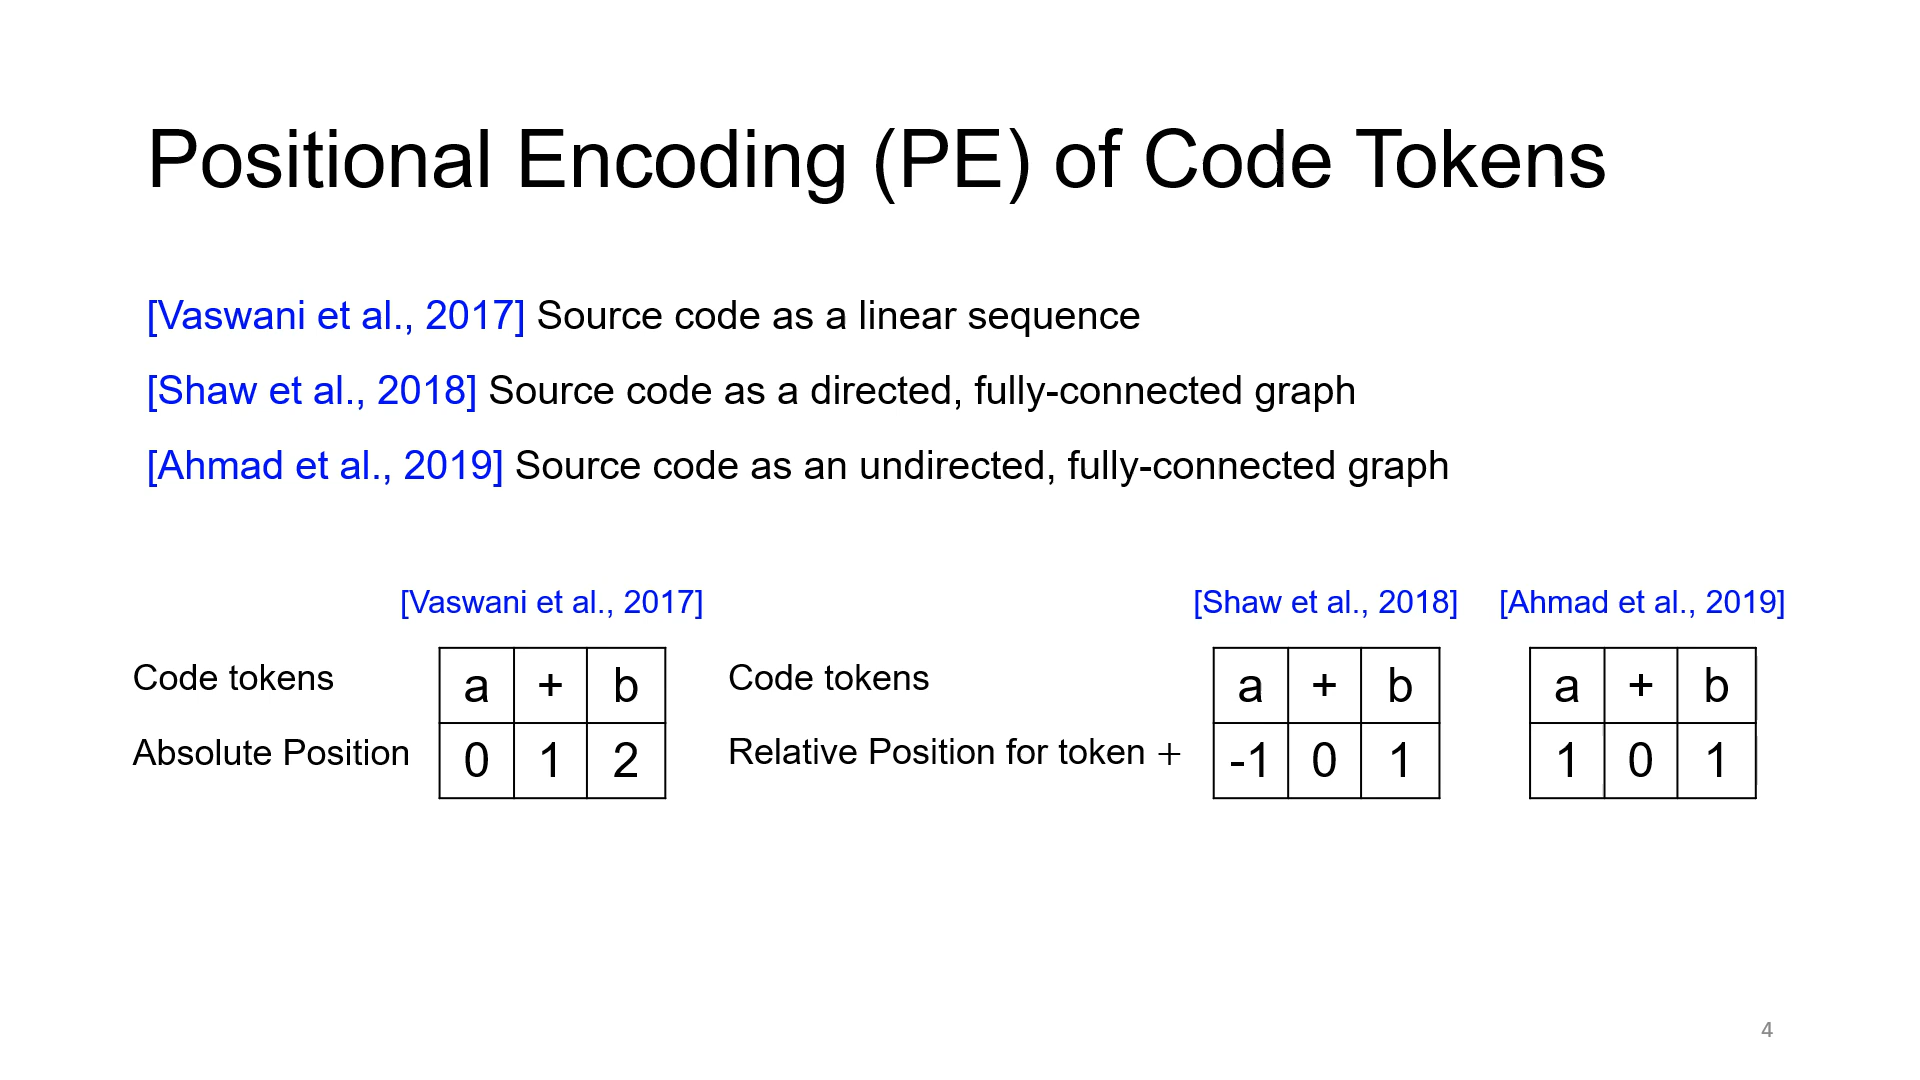 Positional Encoding (PE) of Code Tokens
[Vaswani et al., 2017] Source code as a linear sequence
[Shaw et al., 2018] Source code as a directed, fully-connected graph
[Ahmad et al., 2019] Source code as an undirected, fully-connected graph
[Vaswani et al., 2017]
Code tokens a + b
Absolute Position 0 1 2
[Shaw et al., 2018] [Ahmad et al., 2019]
Code tokens a + b a + b
Relative Position for token + -1 0 1 1 0 1
4